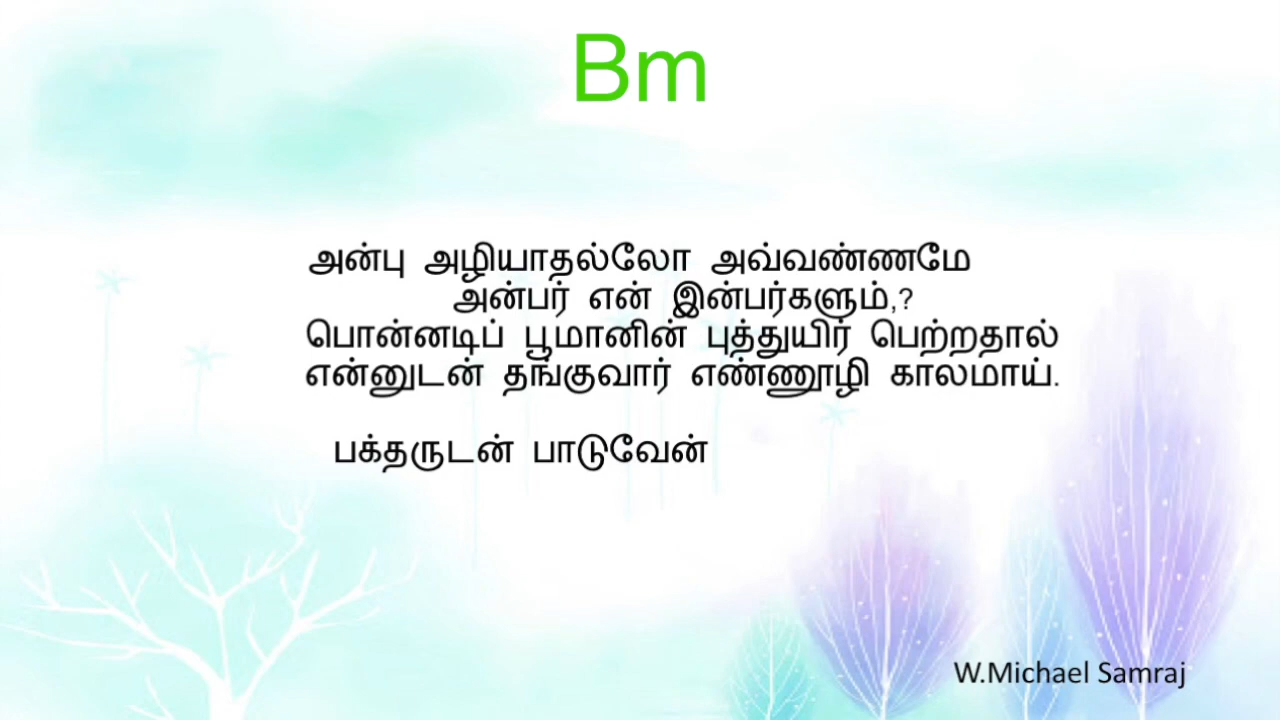 Bm
அன்பு அழியாதல்லோ அவ்வண்ணமே
அன்பர் என் இன்பர்களும்,?
பொன்னடிப் பூமானின் புத்துயிர் பெற்றதால்
என்னுடன் தங்குவார் எண்ணூழி காலமாய்.
பக்தருடன் பாடுவேன்
W.Michael Samraj